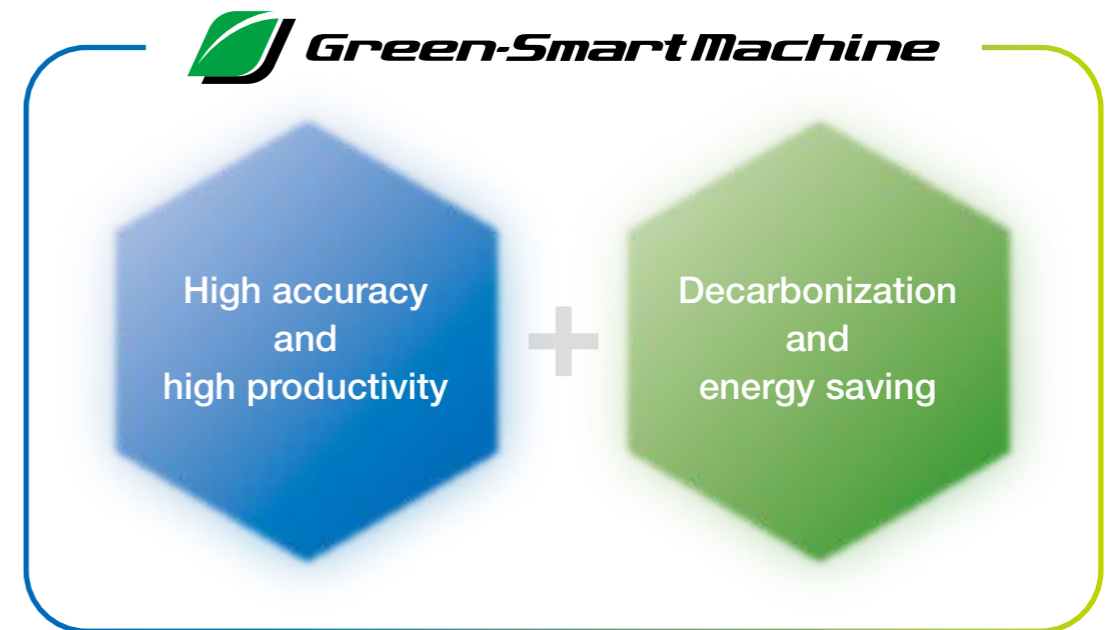 Green-Smart Machine
High accuracy
and
high productivity
+
Decarbonization
and
energy saving